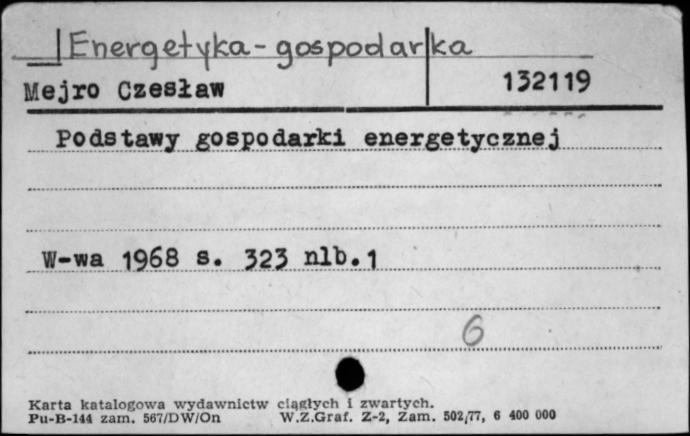 Energetyka - gospodarka
Mejro Czesław 132119
Podstawy gospodarki energetycznej
W-wa 1968 s. 323 nlb.1
6
Karta katalogowa wydawnictw ciągłych i zwartych.
Pu-B-144 zam. 567/DW/On W.Z.Graf. Z-2, Zam. 502/77, 6 400 000